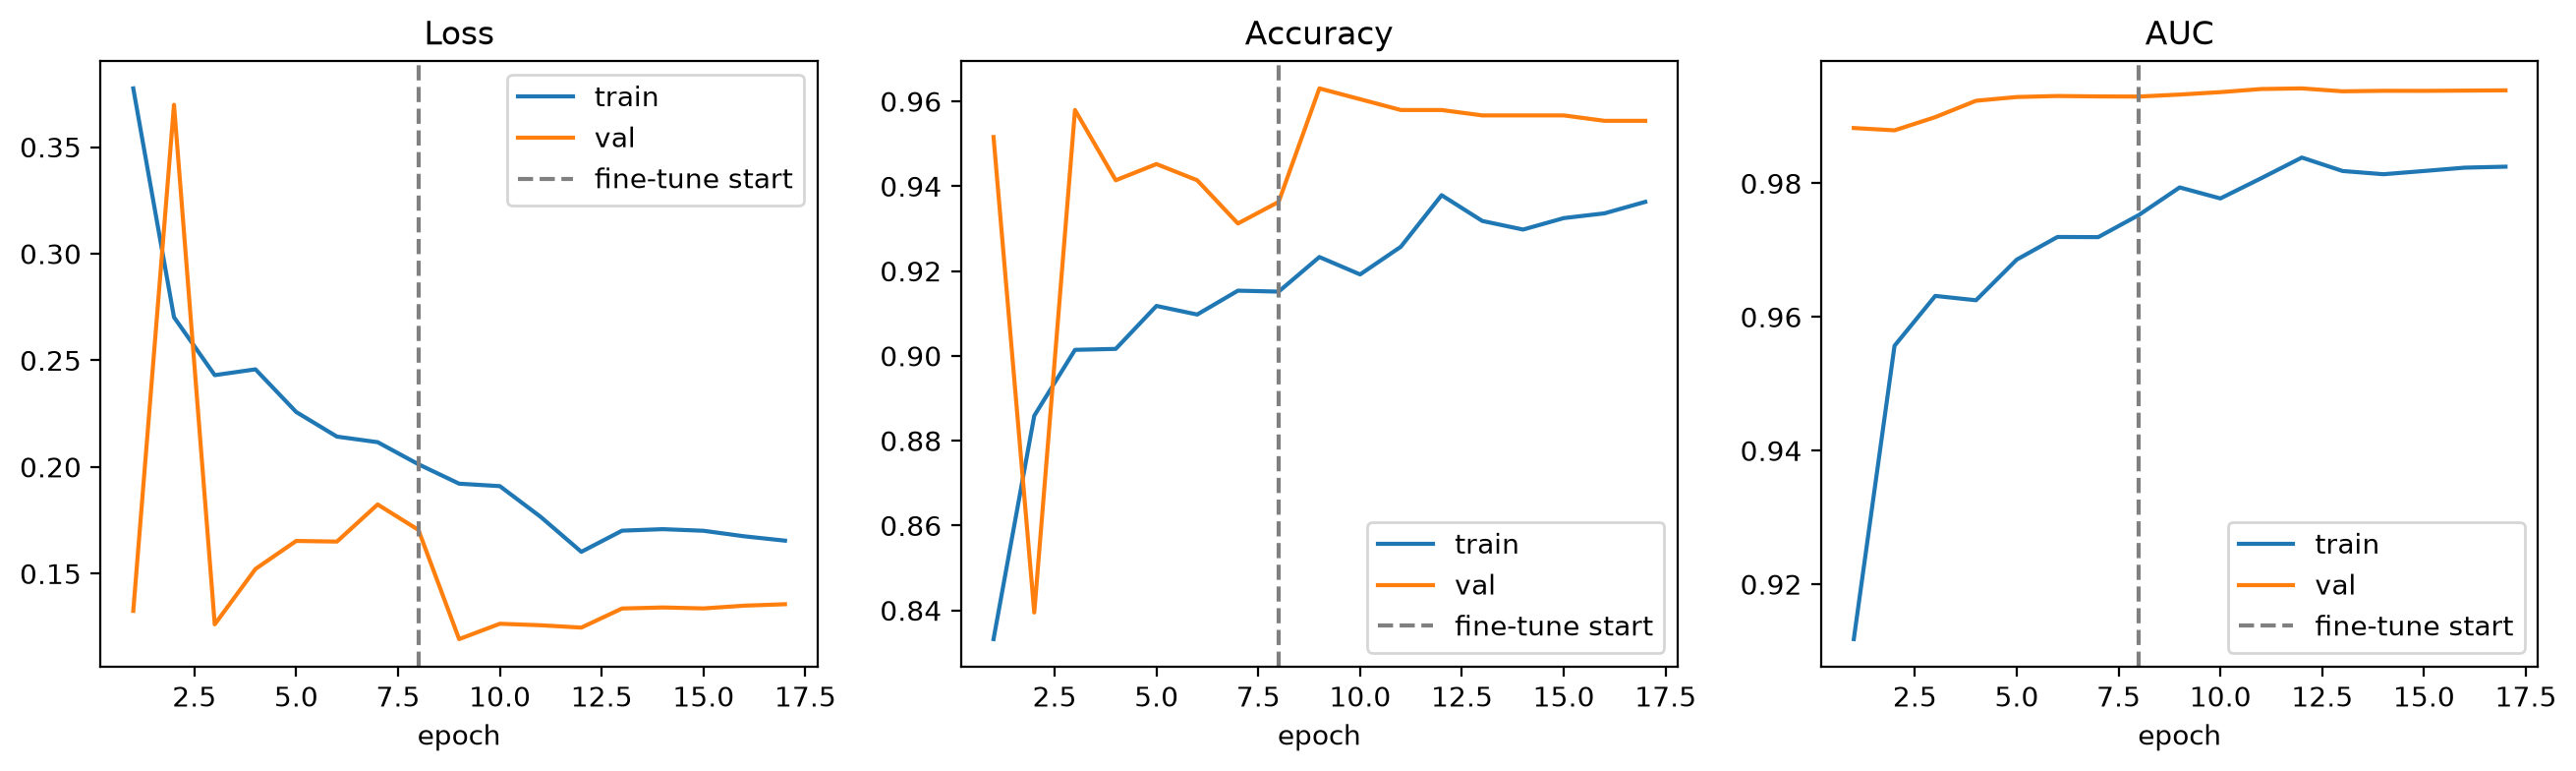 Loss
0.35
0.30
0.25
0.20
0.15
2.5 5.0 7.5 10.0 12.5 15.0 17.5
epoch
train
val
fine-tune start
Accuracy
0.96
0.94
0.92
0.90
0.88
0.86
0.84
2.5 5.0 7.5 10.0 12.5 15.0 17.5
epoch
train
val
fine-tune start
AUC
0.98
0.96
0.94
0.92
2.5 5.0 7.5 10.0 12.5 15.0 17.5
epoch
train
val
fine-tune start